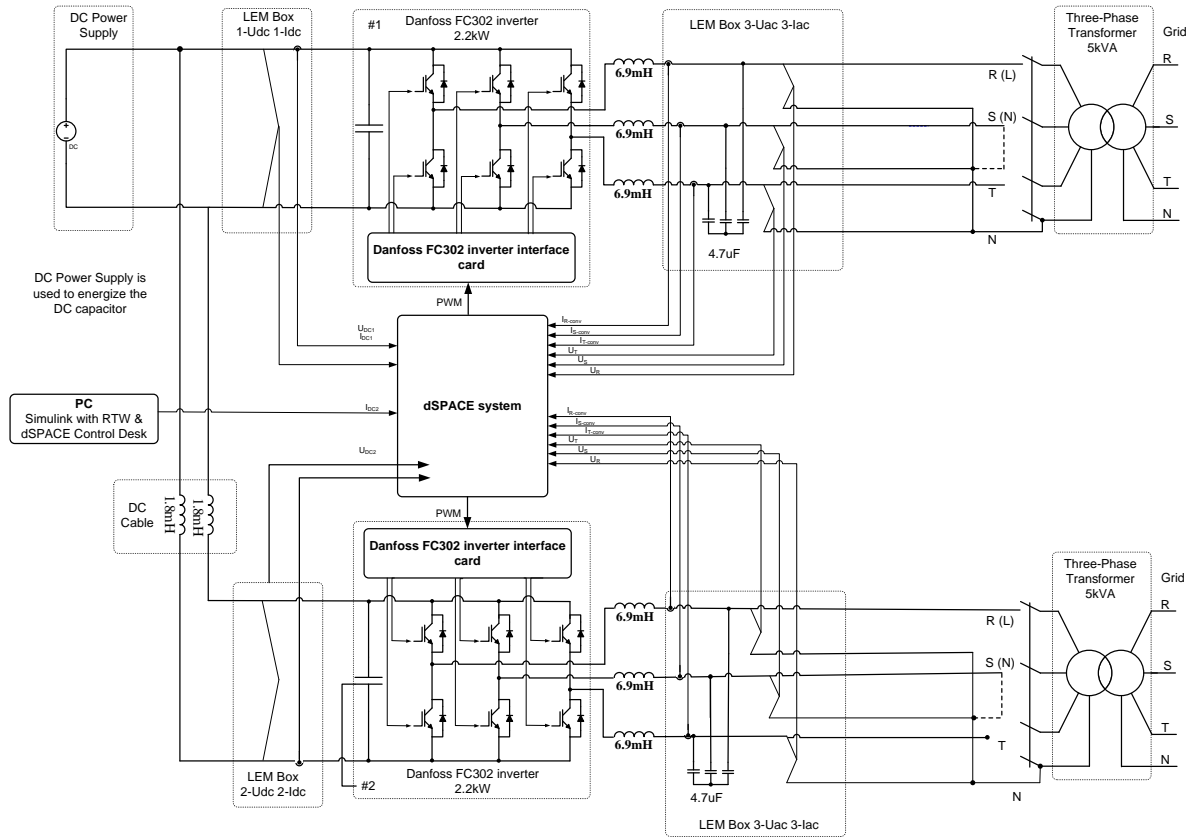 DC Power
Supply
LEM Box
1-Udc 1-Idc
#1
Danfoss FC302 inverter
2.2kW
LEM Box 3-Uac 3-Iac
Three-Phase
Transformer
5kVA
Grid
6.9mH
R (L)
R
DC
6.9mH
S (N)
S
6.9mH
T
T
N
N
4.7uF
Danfoss FC302 inverter interface
card
DC Power Supply is
used to energize the
DC capacitor
PWM
UDC1
IDC1
IR-conv
IS-conv
IT-conv
UT
US
UR
dSPACE system
PC
Simulink with RTW &
dSPACE Control Desk
IDC2
UDC2
IR-conv
IS-conv
IT-conv
UT
US
UR
DC
Cable
1.8mH
1.8mH
PWM
Danfoss FC302 inverter interface
card
Three-Phase
Transformer
5kVA
Grid
6.9mH
R (L)
R
6.9mH
S (N)
S
6.9mH
T
T
N
N
LEM Box
2-Udc 2-Idc
#2
Danfoss FC302 inverter
2.2kW
4.7uF
LEM Box 3-Uac 3-Iac